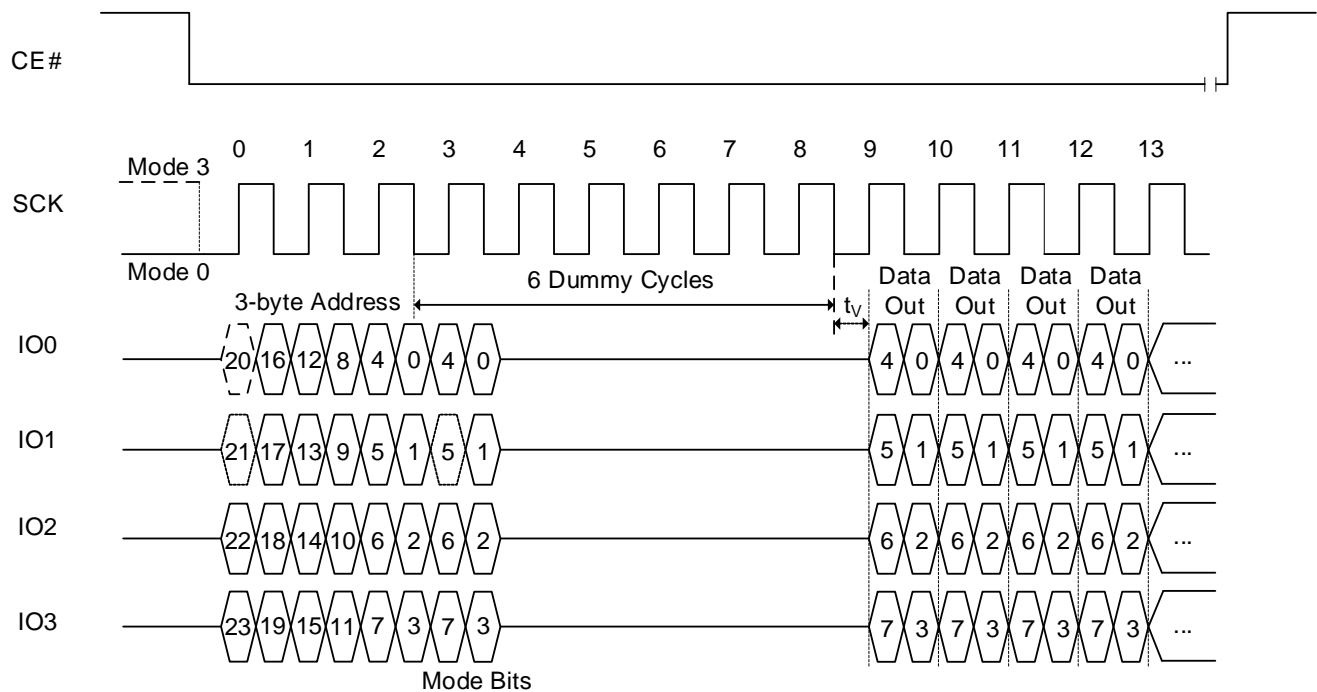 CE#
0 1 2 3 4 5 6 7 8 9 10 11 12 13
Mode 3
SCK
Mode 0
6 Dummy Cycles
Data Data Data Data
3-byte Address
tV
Out Out Out Out
IO0
20 16 12 8 4 0 4 0 4 0 4 0 4 0 4 0 ...
IO1
21 17 13 9 5 1 5 1 5 1 5 1 5 1 5 1 ...
IO2
22 18 14 10 6 2 6 2 6 2 6 2 6 2 6 2 ...
IO3
23 19 15 11 7 3 7 3 7 3 7 3 7 3 7 3 ...
Mode Bits